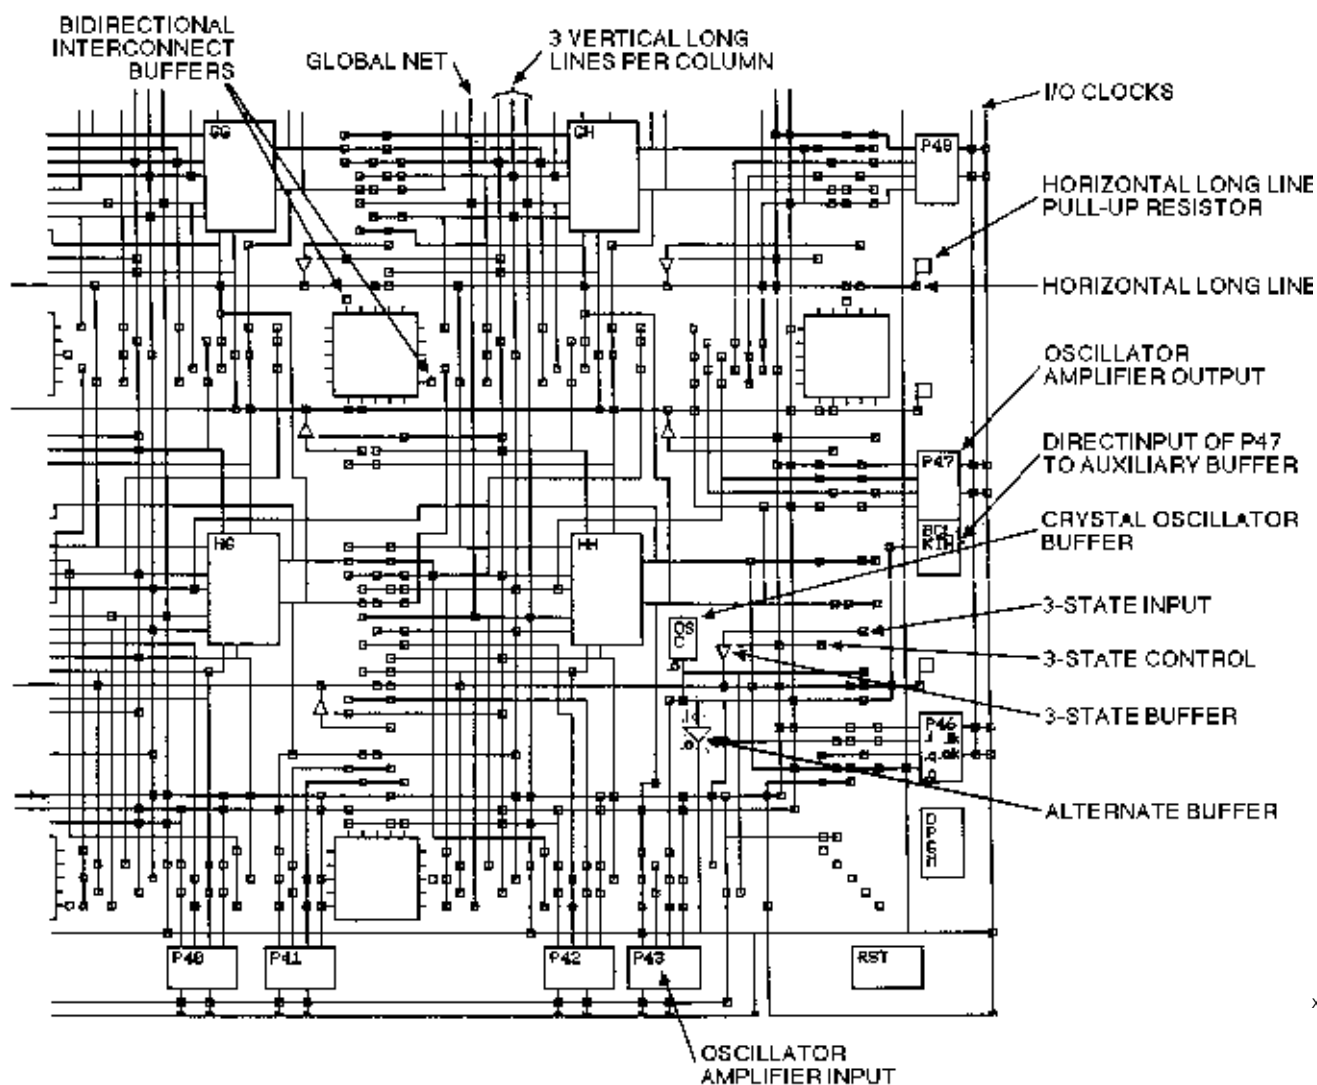 BIDIRECTIONAL
INTERCONNECT
BUFFERS
GLOBAL NET
3 VERTICAL LONG
LINES PER COLUMN
I/O CLOCKS
GG
GH
P48
HORIZONTAL LONG LINE
PULL-UP RESISTOR
HORIZONTAL LONG LINE
OSCILLATOR
AMPLIFIER OUTPUT
P47
DIRECTINPUT OF P47
TO AUXILIARY BUFFER
CRYSTAL OSCILLATOR
BUFFER
HG
HH
OS
C
3-STATE INPUT
3-STATE CONTROL
3-STATE BUFFER
P46
ALTERNATE BUFFER
P40
P41
P42
P43
RST
OSCILLATOR
AMPLIFIER INPUT